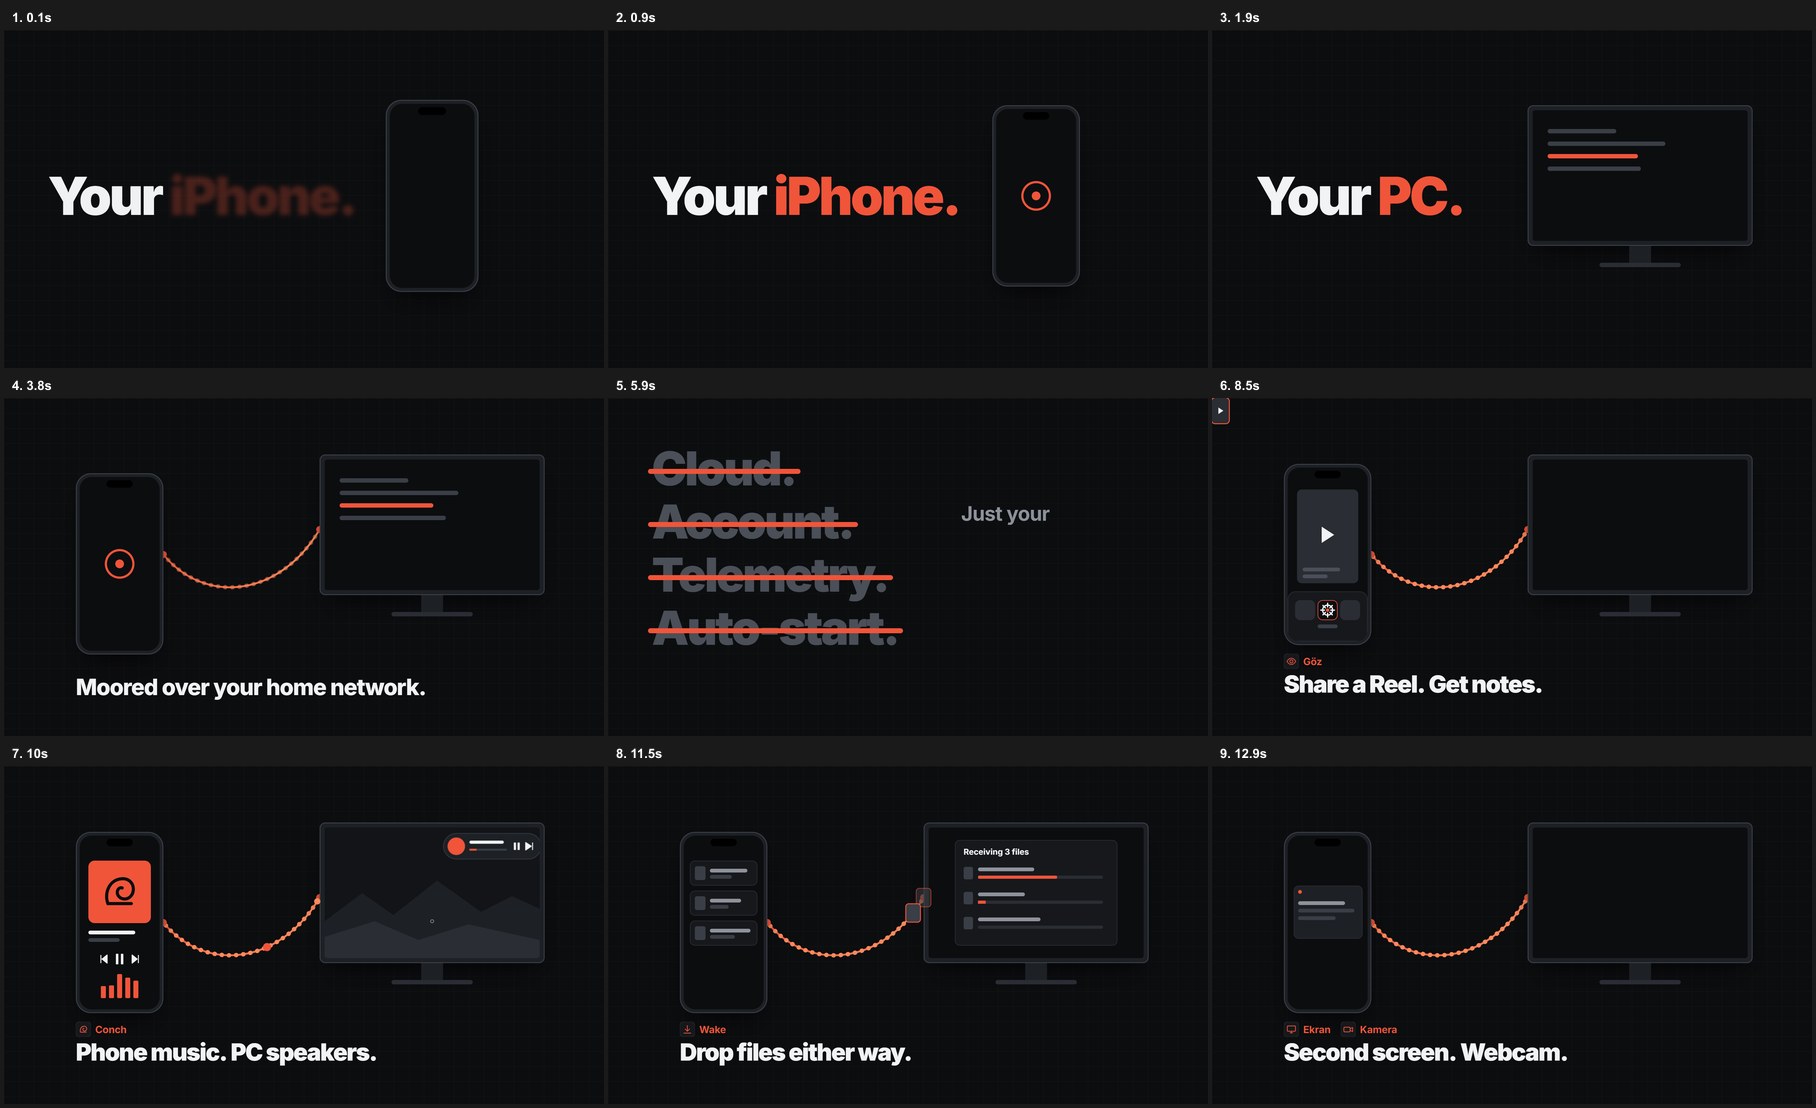 1. 0.1s
Your iPhone.
2. 0.9s
Your iPhone.
3. 1.9s
Your PC.
4. 3.8s
Moored over your home network.
5. 5.9s
Cloud.
Account.
Telemetry.
Auto-start.
Just your
6. 8.5s
Göz
Share a Reel. Get notes.
7. 10s
Conch
Phone music. PC speakers.
8. 11.5s
Receiving 3 files
Wake
Drop files either way.
9. 12.9s
Ekran Kamera
Second screen. Webcam.